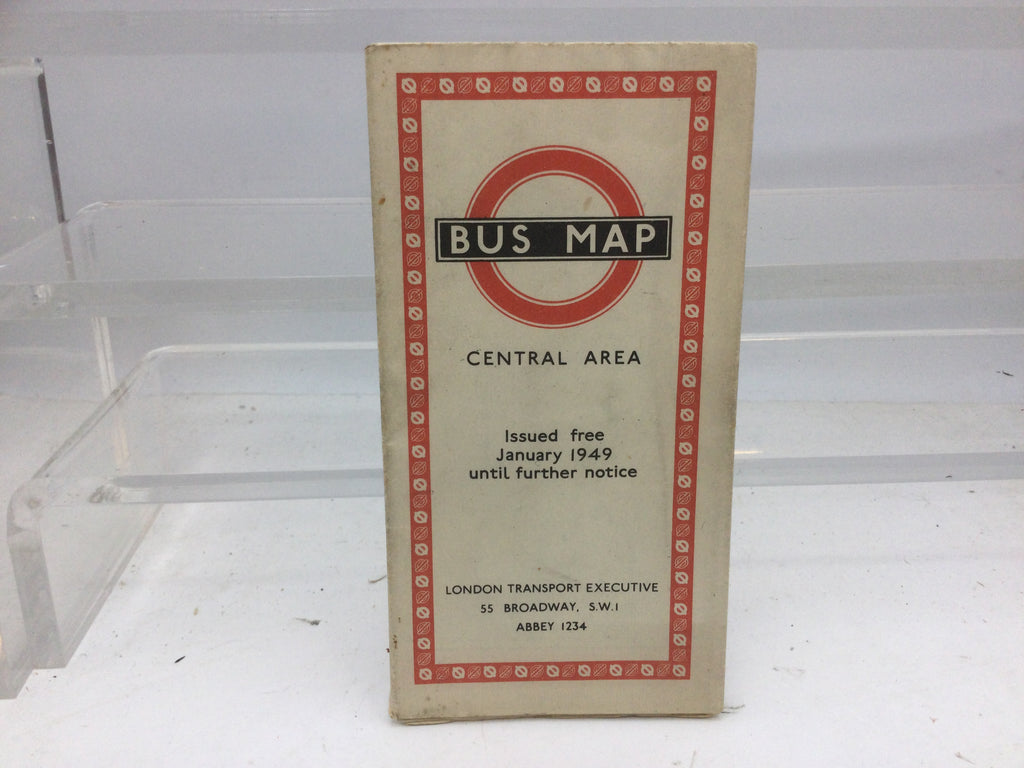 BUS MAP
CENTRAL AREA
Issued free
January 1949
until further notice
LONDON TRANSPORT EXECUTIVE
55 BROADWAY, S.W.1
ABBEY 1234